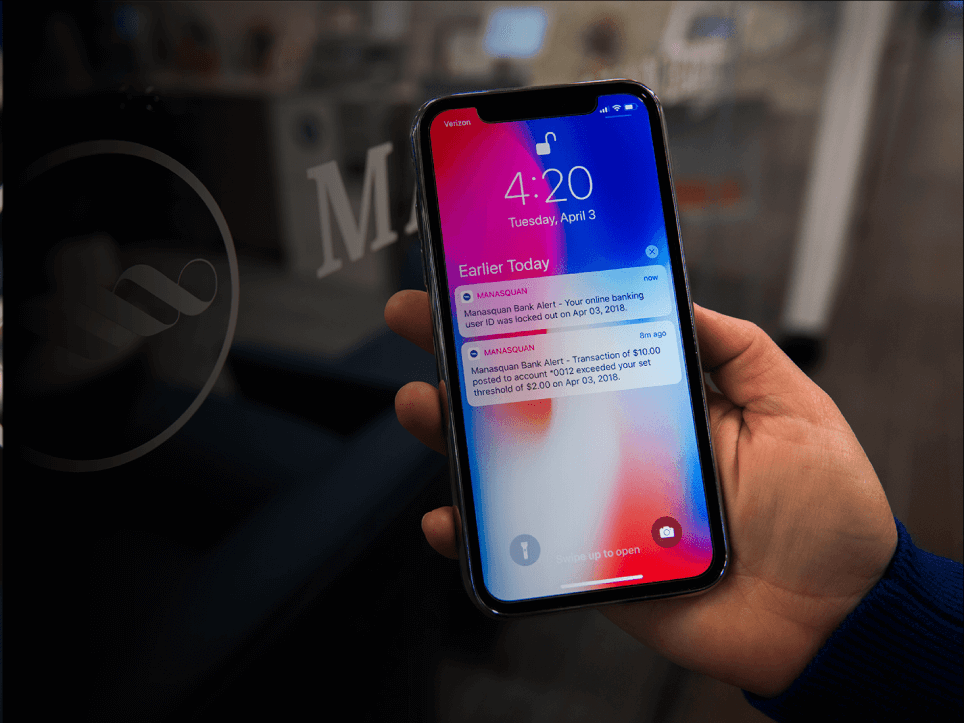 Verizon
4:20
Tuesday, April 3
Earlier Today
MANASQUAN
now
Manasquan Bank Alert - Your online banking
user ID was locked out on Apr 03, 2018.
MANASQUAN
8m ago
Manasquan Bank Alert - Transaction of $10.00
posted to account *0012 exceeded your set
threshold of $2.00 on Apr 03, 2018.
Swipe up to open